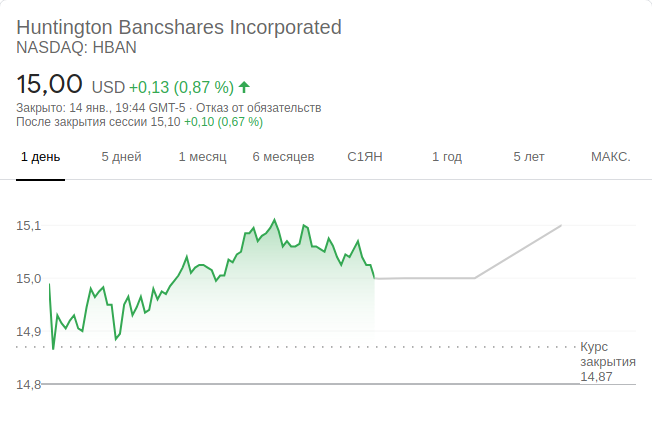 Huntington Bancshares Incorporated
NASDAQ: HBAN
15,00 USD +0,13 (0,87 %)
Закрыто: 14 янв., 19:44 GMT-5 · Отказ от обязательств
После закрытия сессии 15,10 +0,10 (0,67 %)
1 день 5 дней 1 месяц 6 месяцев С1ЯН 1 год 5 лет МАКС.
15,1
15,0
14,9
Курс
закрытия
14,87
14,8